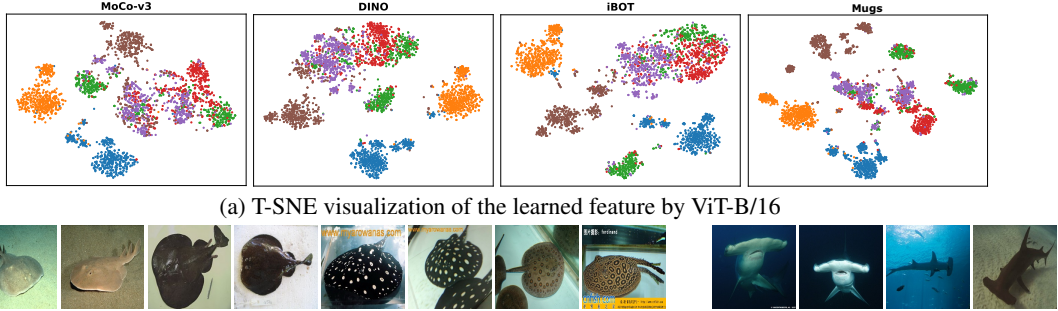 MoCo-v3
DINO
iBOT
Mugs
(a) T-SNE visualization of the learned feature by ViT-B/16